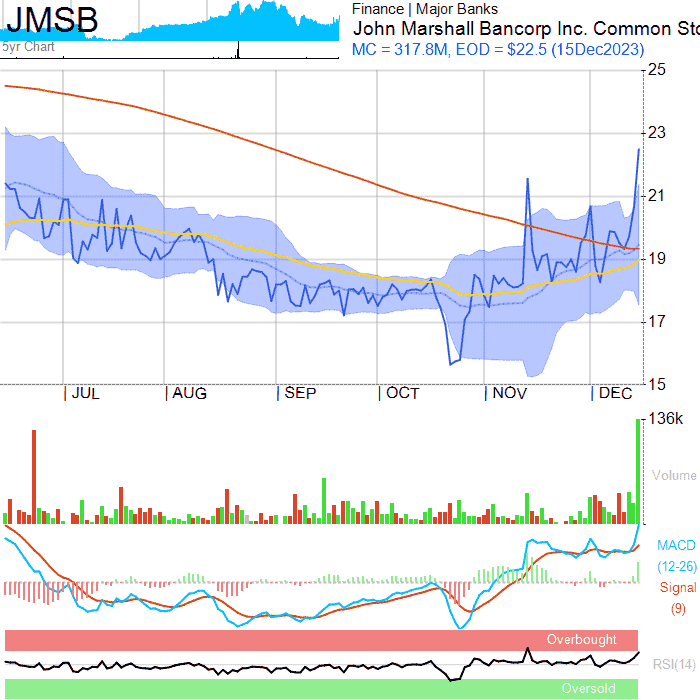 JMSB
5yr Chart
Finance | Major Banks
John Marshall Bancorp Inc. Common Sto
MC = 317.8M, EOD = $22.5 (15Dec2023)
25
23
21
19
17
15
JUL AUG SEP OCT NOV DEC
136k
Volume
MACD
(12-26)
Signal
(9)
Overbought
RSI(14)
Oversold